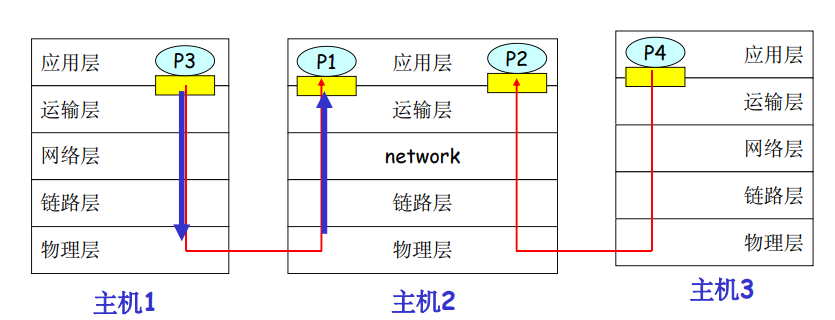 应用层
P3
运输层
网络层
链路层
物理层
主机1
P1
应用层
P2
运输层
network
链路层
物理层
主机2
P4
应用层
运输层
网络层
链路层
物理层
主机3